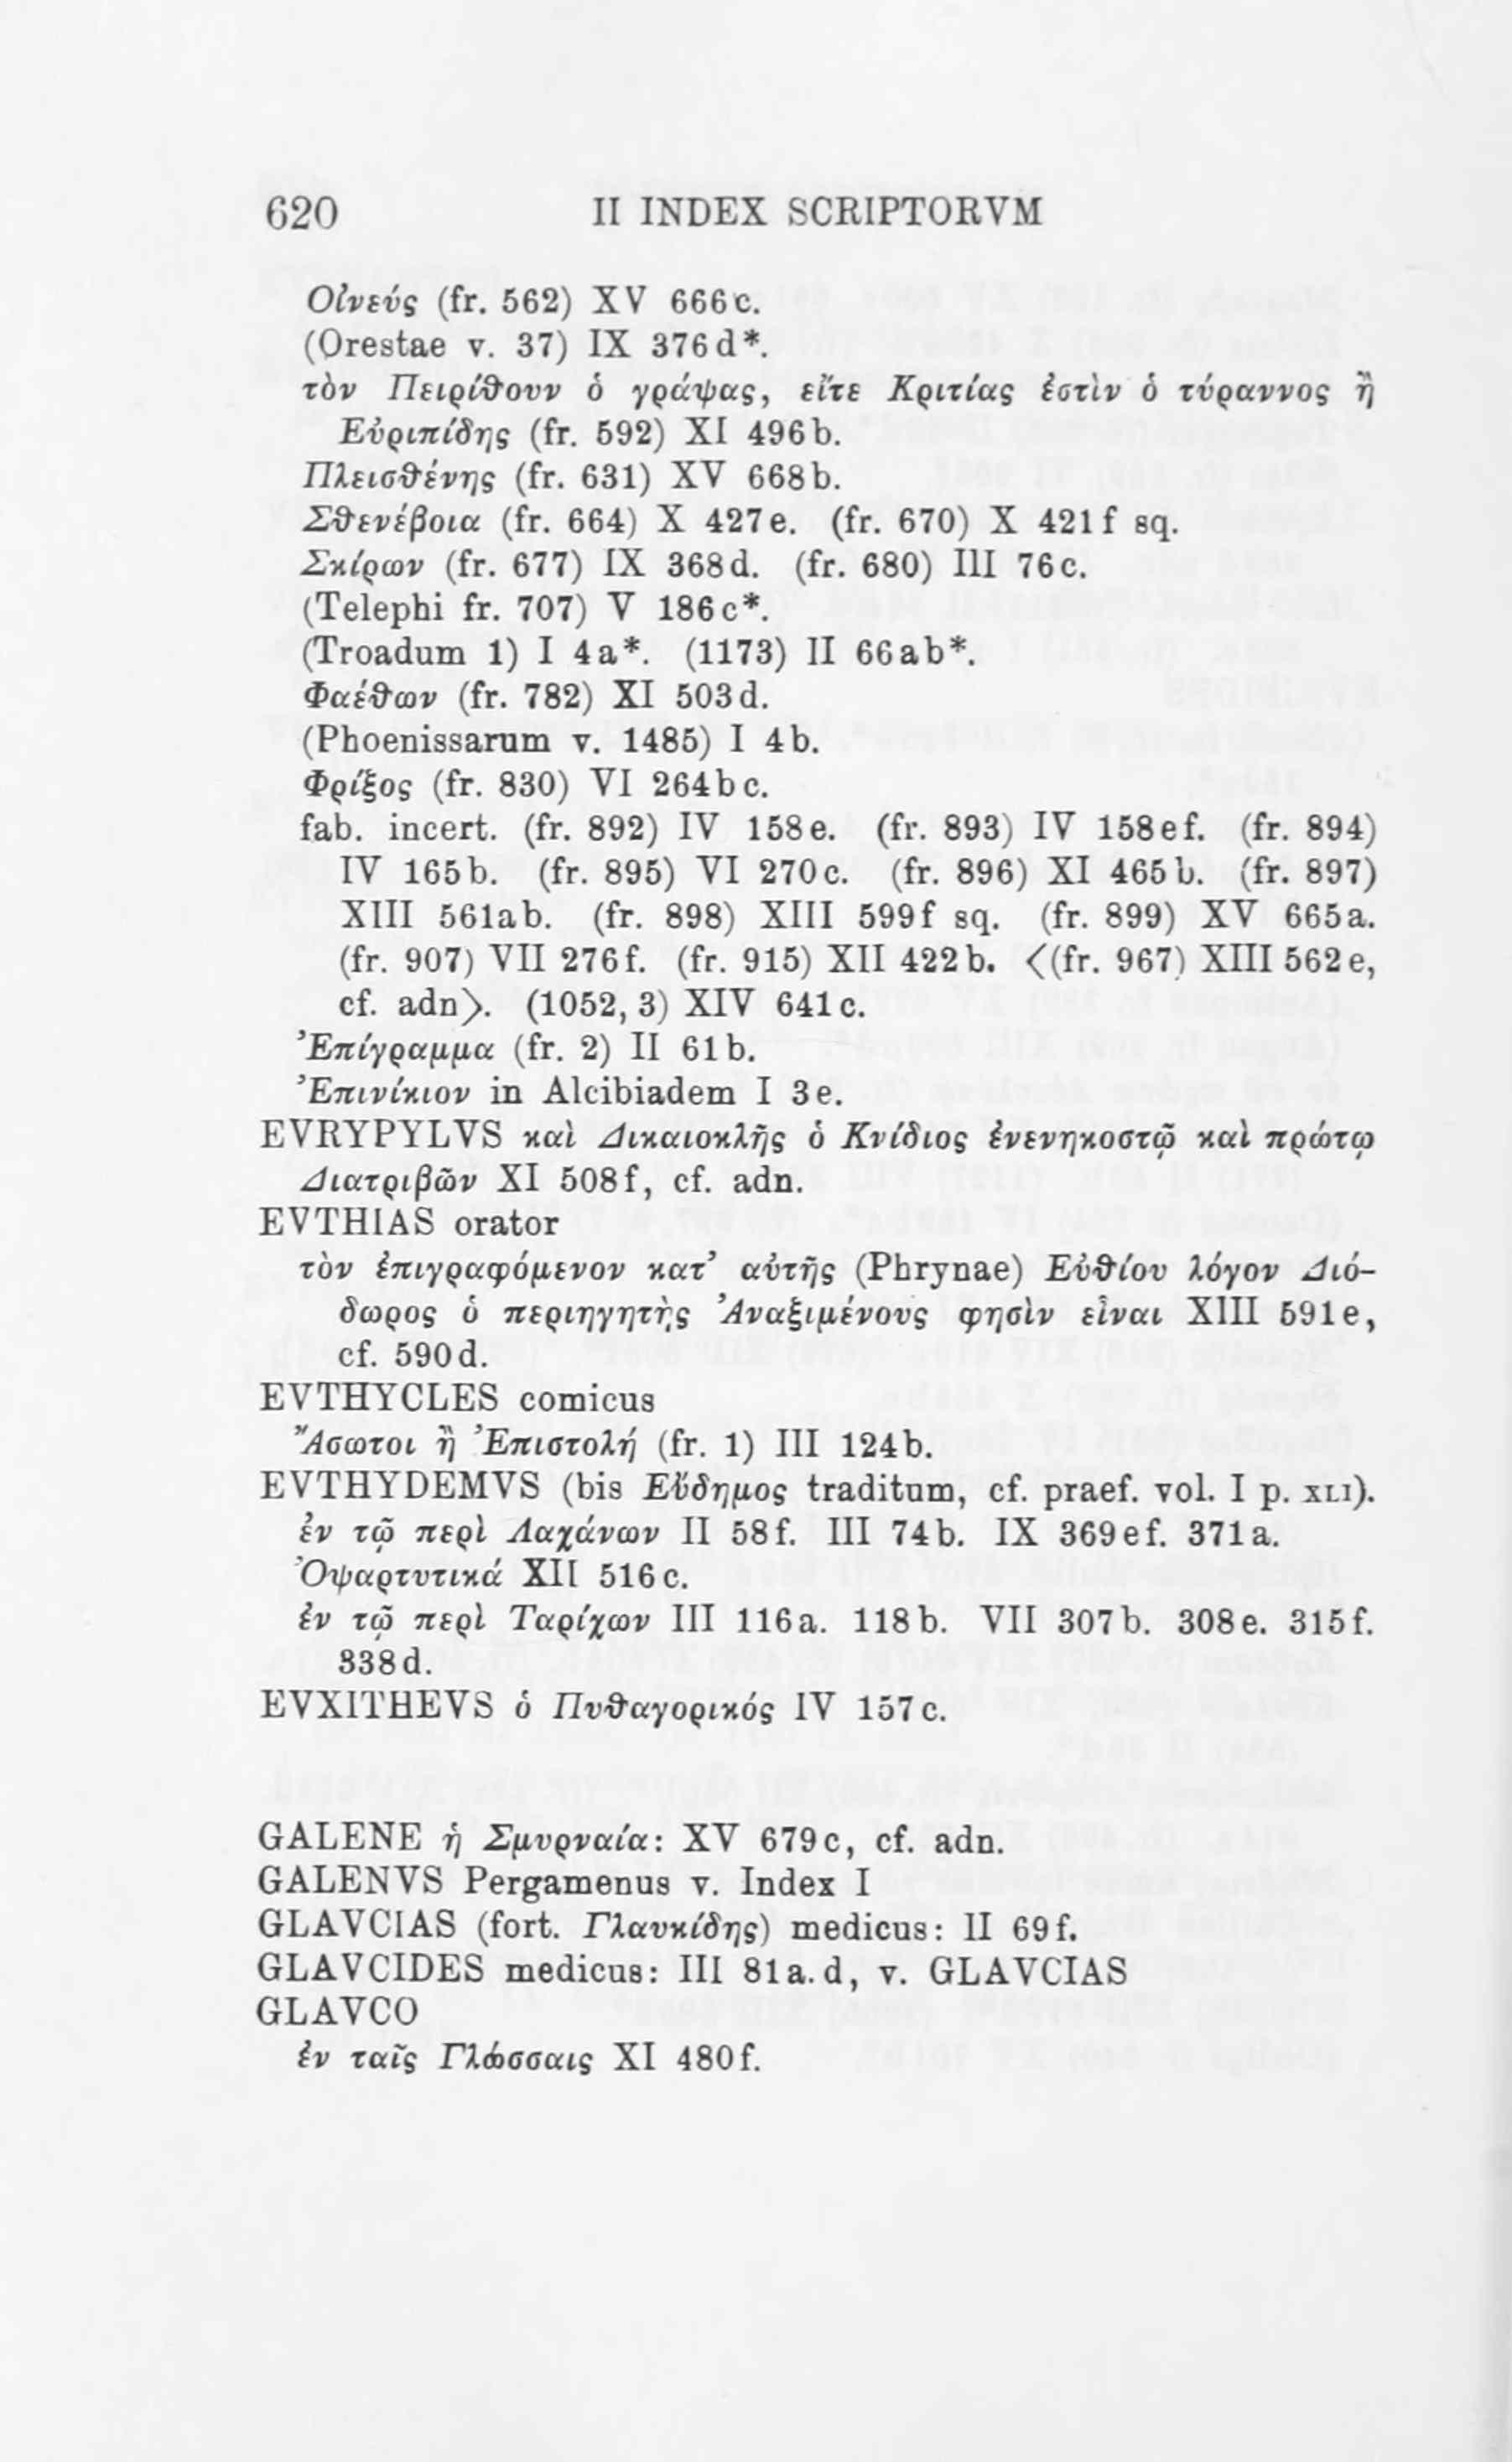 620 II INDEX SCRIPTORVM
Οἰνεύς (fr. 562) XV 666c.
(Orestae v. 37) IX 376d*.
τὸν Πειρίθουν ὁ γράψας, εἴτε Κριτίας ἐστὶν ὁ τύραννος ἢ
Εὐριπίδης (fr. 592) XI 496b.
Πλεισθένης (fr. 631) XV 668b.
Σθενέβοια (fr. 664) X 427e. (fr. 670) X 421f sq.
Σκίρων (fr. 677) IX 368d. (fr. 680) III 76c.
(Telephi fr. 707) V 186c*.
(Troadum 1) I 4a*. (1173) II 66ab*.
Φαέθων (fr. 782) XI 503d.
(Phoenissarum v. 1485) I 4b.
Φρίξος (fr. 830) VI 264bc.
fab. incert. (fr. 892) IV 158e. (fr. 893) IV 158ef. (fr. 894)
IV 165b. (fr. 895) VI 270c. (fr. 896) XI 465b. (fr. 897)
XIII 561ab. (fr. 898) XIII 599f sq. (fr. 899) XV 665a.
(fr. 907) VII 276f. (fr. 915) XII 422b. <(fr. 967) XIII 562e,
cf. adn>. (1052, 3) XIV 641c.
Ἐπίγραμμα (fr. 2) II 61b.
Ἐπινίκιον in Alcibiadem I 3e.
EVRYPYLVS καὶ Δικαιοκλῆς ὁ Κνίδιος ἐνενηκοστῷ καὶ πρώτῳ
Διατριβῶν XI 508f, cf. adn.
EVTHIAS orator
τὸν ἐπιγραφόμενον κατ’ αὐτῆς (Phrynae) Εὐθίου λόγον Διό-
δωρος ὁ περιηγητὴς Ἀναξιμένους φησὶν εἶναι XIII 591e,
cf. 590d.
EVTHYCLES comicus
Ἄσωτοι ἢ Ἐπιστολή (fr. 1) III 124b.
EVTHYDEMVS (bis Εὔδημος traditum, cf. praef. vol. I p. XLI).
ἐν τῷ περὶ Λαχάνων II 58f. III 74b. IX 369ef. 371a.
Ὀψαρτυτικά XII 516c.
ἐν τῷ περὶ Ταρίχων III 116a. 118b. VII 307b. 308e. 315f.
338d.
EVXITHEVS ὁ Πυθαγορικός IV 157c.
GALENE ἡ Σμυρναία: XV 679c, cf. adn.
GALENVS Pergamenus v. Index I
GLAVCIAS (fort. Γλαυκίδης) medicus: II 69f.
GLAVCIDES medicus: III 81a.d, v. GLAVCIAS
GLAVCO
ἐν ταῖς Γλώσσαις XI 480f.